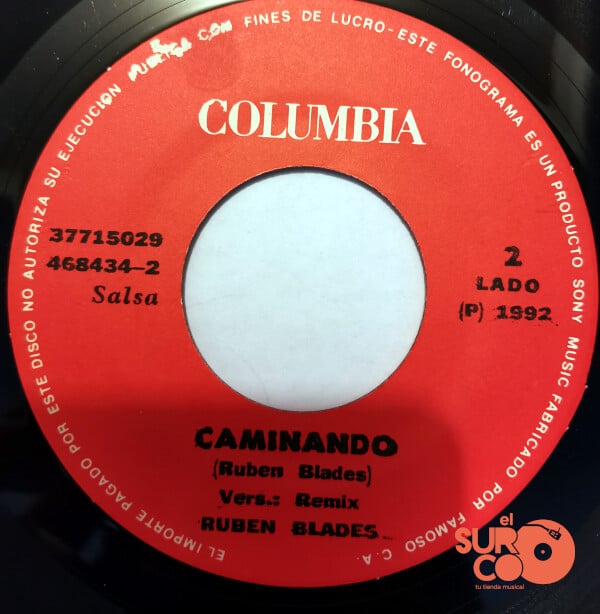 COLUMBIA
37715029
468434-2
Salsa
2
LADO
(P) 1992
CAMINANDO
(Ruben Blades)
Vers.: Remix
RUBEN BLADES
EL IMPORTE PAGADO POR ESTE DISCO NO AUTORIZA SU EJECUCION PUBLICA CON FINES DE LUCRO-ESTE FONOGRAMA ES UN PRODUCTO SONY MUSIC FABRICADO POR FAMOSO C.A.
el
SURCO
tu tienda musical